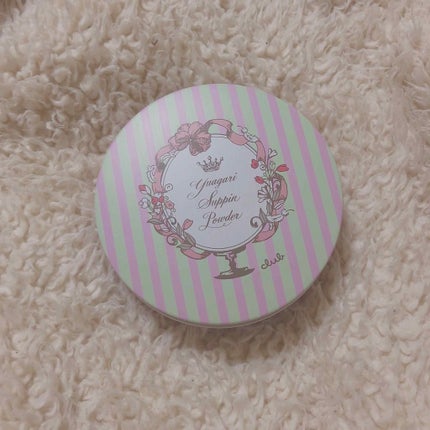 Yuagari
Suppin
Powder
club